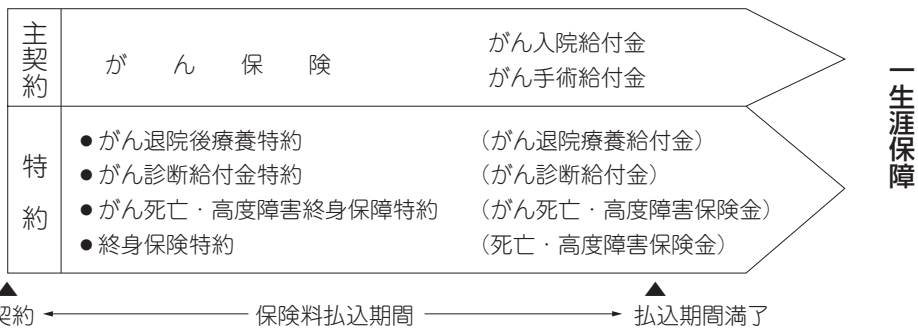 主契約
がん保険
がん入院給付金
がん手術給付金
特約
●がん退院後療養特約 (がん退院療養給付金)
●がん診断給付金特約 (がん診断給付金)
●がん死亡・高度障害終身保障特約 (がん死亡・高度障害保険金)
●終身保険特約 (死亡・高度障害保険金)
一生涯保障
契約 保険料払込期間 払込期間満了